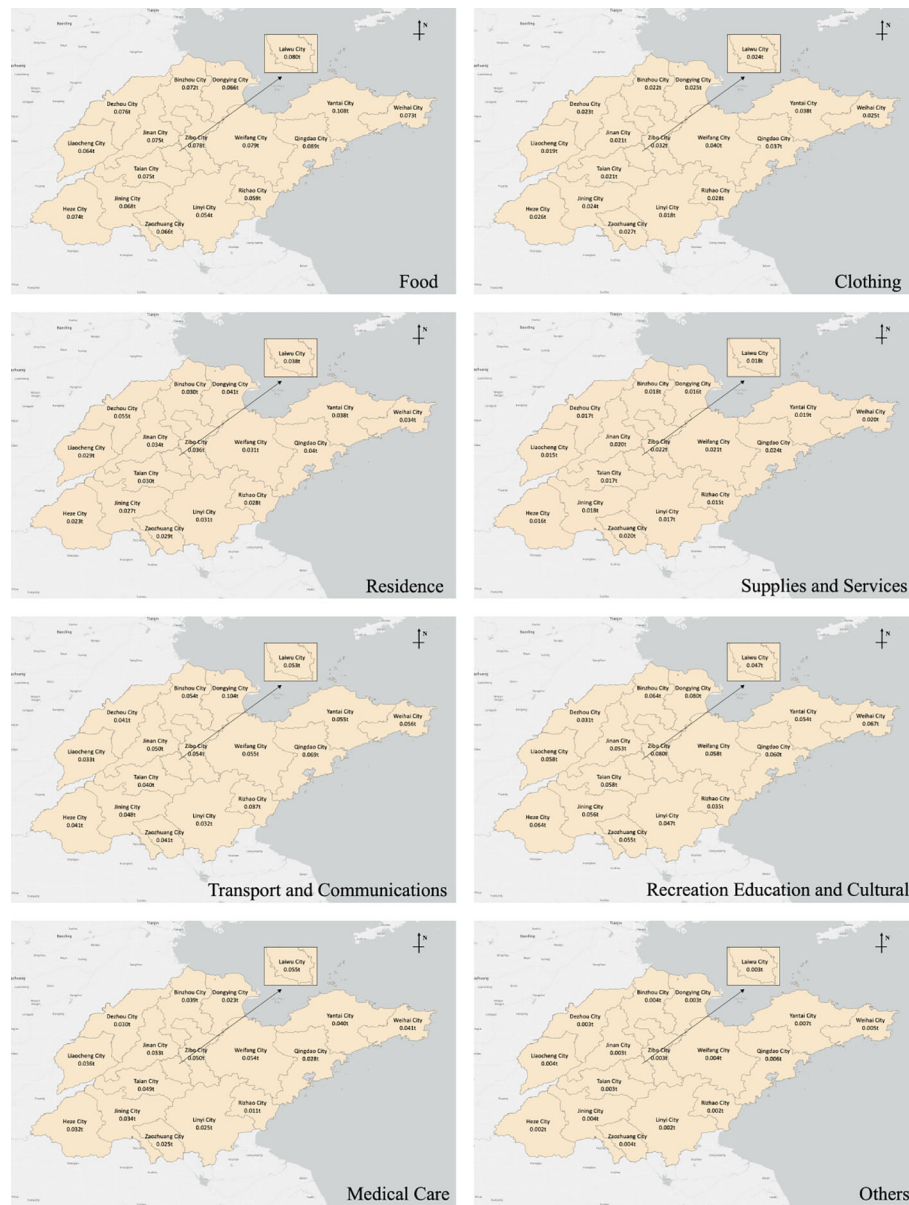 Tianjin
N
Laiwu City
0.080t
Binzhou City
0.072t
Dongying City
0.066t
Dezhou City
0.076t
Yantai City
0.108t
Weihai City
0.073t
Jinan City
0.075t
Zibo City
0.078t
Weifang City
0.079t
Qingdao City
0.089t
Liaocheng City
0.064t
Taian City
0.075t
Rizhao City
0.059t
Heze City
0.074t
Jining City
0.068t
Linyi City
0.054t
Zaozhuang City
0.066t
Food
Tianjin
N
Laiwu City
0.024t
Binzhou City
0.022t
Dongying City
0.023t
Dezhou City
0.023t
Yantai City
0.038t
Weihai City
0.025t
Jinan City
0.021t
Zibo City
0.032t
Weifang City
0.040t
Qingdao City
0.037t
Liaocheng City
0.019t
Taian City
0.021t
Rizhao City
0.028t
Heze City
0.026t
Jining City
0.024t
Linyi City
0.018t
Zaozhuang City
0.027t
Clothing
Tianjin
N
Laiwu City
0.038t
Binzhou City
0.030t
Dongying City
0.041t
Dezhou City
0.055t
Yantai City
0.038t
Weihai City
0.034t
Jinan City
0.034t
Zibo City
0.036t
Weifang City
0.031t
Qingdao City
0.04t
Liaocheng City
0.029t
Taian City
0.030t
Rizhao City
0.028t
Heze City
0.023t
Jining City
0.027t
Linyi City
0.031t
Zaozhuang City
0.029t
Residence
Tianjin
N
Laiwu City
0.018t
Binzhou City
0.018t
Dongying City
0.016t
Dezhou City
0.017t
Yantai City
0.019t
Weihai City
0.020t
Jinan City
0.020t
Zibo City
0.022t
Weifang City
0.021t
Qingdao City
0.024t
Liaocheng City
0.015t
Taian City
0.017t
Rizhao City
0.015t
Heze City
0.016t
Jining City
0.018t
Linyi City
0.017t
Zaozhuang City
0.020t
Supplies and Services
Tianjin
N
Laiwu City
0.053t
Binzhou City
0.054t
Dongying City
0.104t
Dezhou City
0.041t
Yantai City
0.055t
Weihai City
0.056t
Jinan City
0.050t
Zibo City
0.054t
Weifang City
0.055t
Qingdao City
0.069t
Liaocheng City
0.033t
Taian City
0.040t
Rizhao City
0.037t
Heze City
0.041t
Jining City
0.048t
Linyi City
0.032t
Zaozhuang City
0.041t
Transport and Communications
Tianjin
N
Laiwu City
0.047t
Binzhou City
0.064t
Dongying City
0.080t
Dezhou City
0.031t
Yantai City
0.054t
Weihai City
0.067t
Jinan City
0.053t
Zibo City
0.060t
Weifang City
0.058t
Qingdao City
0.060t
Liaocheng City
0.058t
Taian City
0.058t
Rizhao City
0.035t
Heze City
0.064t
Jining City
0.056t
Linyi City
0.047t
Zaozhuang City
0.055t
Recreation Education and Cultural
Tianjin
N
Laiwu City
0.055t
Binzhou City
0.039t
Dongying City
0.023t
Dezhou City
0.030t
Yantai City
0.040t
Weihai City
0.041t
Jinan City
0.033t
Zibo City
0.050t
Weifang City
0.054t
Qingdao City
0.028t
Liaocheng City
0.036t
Taian City
0.049t
Rizhao City
0.011t
Heze City
0.032t
Jining City
0.034t
Linyi City
0.025t
Zaozhuang City
0.025t
Medical Care
Tianjin
N
Laiwu City
0.003t
Binzhou City
0.004t
Dongying City
0.003t
Dezhou City
0.003t
Yantai City
0.007t
Weihai City
0.005t
Jinan City
0.003t
Zibo City
0.003t
Weifang City
0.004t
Qingdao City
0.006t
Liaocheng City
0.004t
Taian City
0.003t
Rizhao City
0.002t
Heze City
0.002t
Jining City
0.004t
Linyi City
0.002t
Zaozhuang City
0.004t
Others